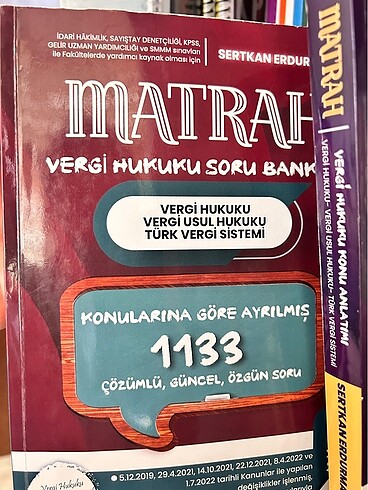 İDARİ HÂKİMLİK, SAYIŞTAY DENETÇİLİĞİ, KPSS,
GELİR UZMAN YARDIMCILIĞI ve SMMM sınavları
ile Fakültelerde yardımcı kaynak olması için
SERTKAN ERDUR
MATRAH
VERGİ HUKUKU SORU BANK
VERGİ HUKUKU
VERGİ USUL HUKUKU
TÜRK VERGİ SİSTEMİ
KONULARINA GÖRE AYRILMIŞ
1133
ÇÖZÜMLÜ, GÜNCEL, ÖZGÜN SORU
• 5.12.2019, 29.4.2021, 14.10.2021, 22.12.2021, 8.4.2022 ve
1.7.2022 tarihli Kanunlar ile yapılan
değişiklikler işlenmiş,
Vergi Hukuku
MATRAH
VERGİ HUKUKU KONU ANLATIMI
VERGİ HUKUKU- VERGİ USUL HUKUKU- TÜRK VERGİ SİSTEMİ
SERTKAN ERDURMA